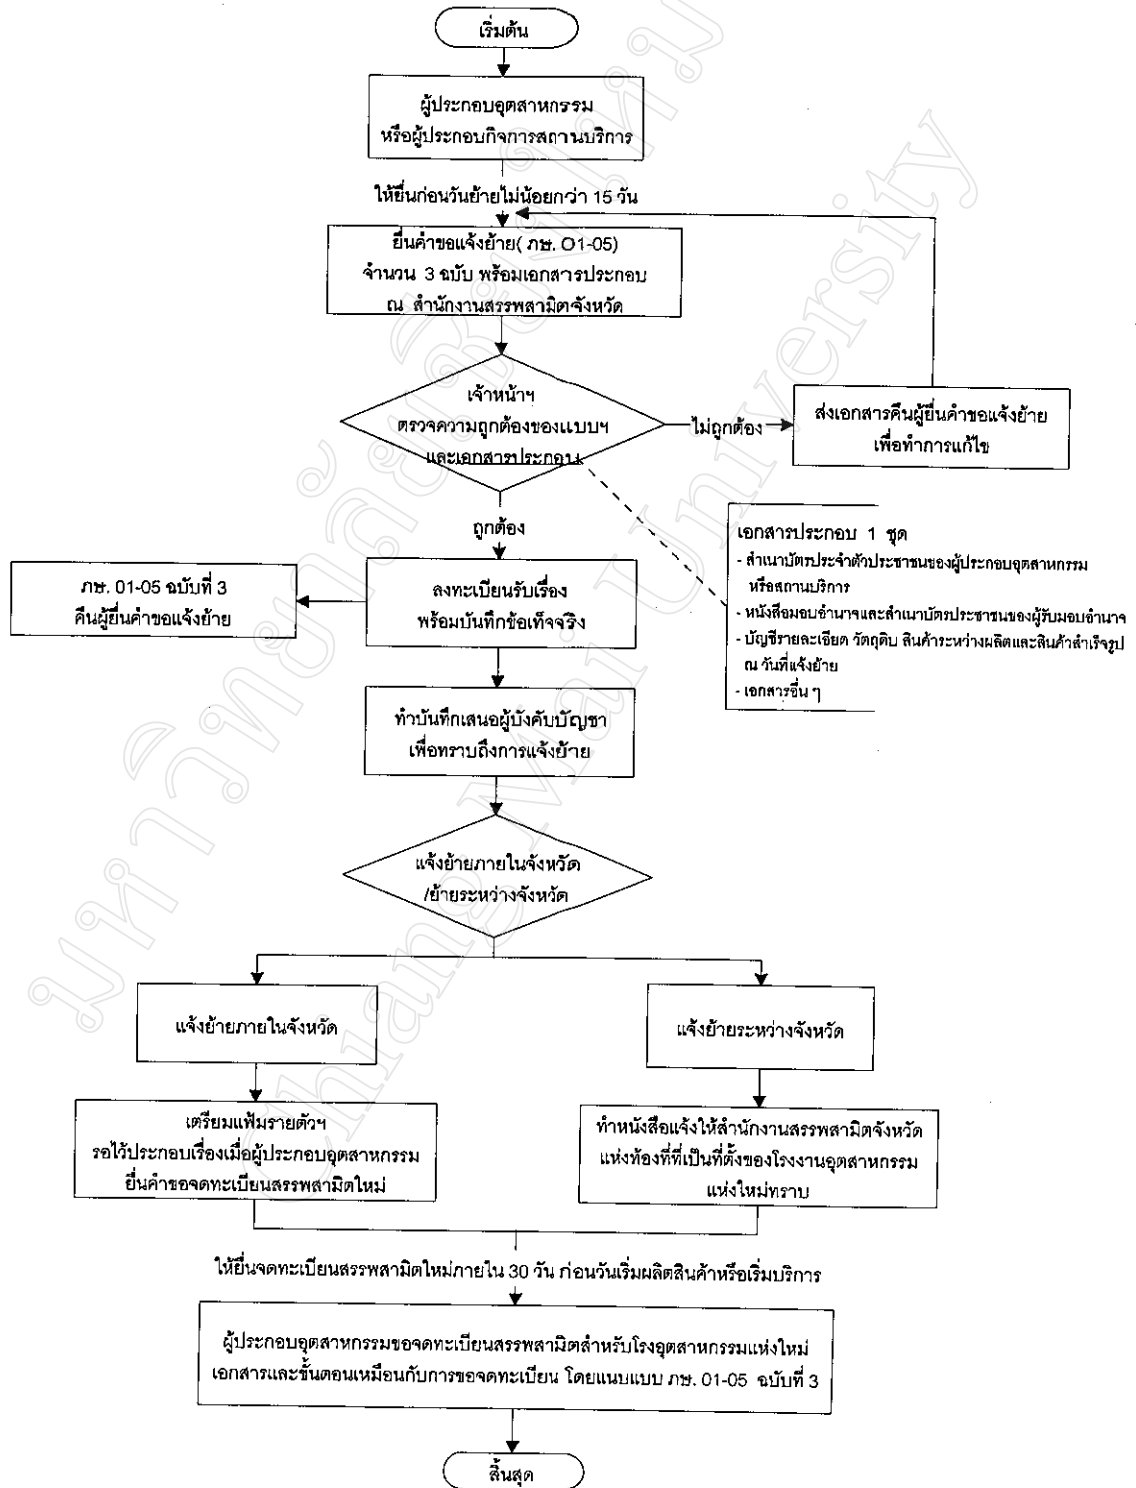 เริ่มต้น
ผู้ประกอบอุตสาหกรรม
หรือผู้ประกอบกิจการสถานบริการ
ให้ยื่นก่อนวันย้ายไม่น้อยกว่า 15 วัน
ยื่นคำขอแจ้งย้าย( ภษ. O1-05)
จำนวน 3 ฉบับ พร้อมเอกสารประกอบ
ณ สำนักงานสรรพสามิตจังหวัด
เจ้าหน้าฯ
ตรวจความถูกต้องของแบบฯ
และเอกสารประกอบ
ไม่ถูกต้อง
ส่งเอกสารคืนผู้ยื่นคำขอแจ้งย้าย
เพื่อทำการแก้ไข
ถูกต้อง
เอกสารประกอบ 1 ชุด
- สำเนาบัตรประจำตัวประชาชนของผู้ประกอบอุตสาหกรรม
หรือสถานบริการ
- หนังสือมอบอำนาจและสำเนาบัตรประชาชนของผู้รับมอบอำนาจ
- บัญชีรายละเอียด วัตถุดิบ สินค้าระหว่างผลิตและสินค้าสำเร็จรูป
ณ วันที่แจ้งย้าย
- เอกสารอื่น ๆ
ภษ. 01-05 ฉบับที่ 3
คืนผู้ยื่นคำขอแจ้งย้าย
ลงทะเบียนรับเรื่อง
พร้อมบันทึกข้อเท็จจริง
ทำบันทึกเสนอผู้บังคับบัญชา
เพื่อทราบถึงการแจ้งย้าย
แจ้งย้ายภายในจังหวัด
/ย้ายระหว่างจังหวัด
แจ้งย้ายภายในจังหวัด
แจ้งย้ายระหว่างจังหวัด
เตรียมแฟ้มรายตัวฯ
รอไว้ประกอบเรื่องเมื่อผู้ประกอบอุตสาหกรรม
ยื่นคำขอจดทะเบียนสรรพสามิตใหม่
ทำหนังสือแจ้งให้สำนักงานสรรพสามิตจังหวัด
แห่งท้องที่ที่เป็นที่ตั้งของโรงงานอุตสาหกรรม
แห่งใหม่ทราบ
ให้ยื่นจดทะเบียนสรรพสามิตใหม่ภายใน 30 วัน ก่อนวันเริ่มผลิตสินค้าหรือเริ่มบริการ
ผู้ประกอบอุตสาหกรรมขอจดทะเบียนสรรพสามิตสำหรับโรงอุตสาหกรรมแห่งใหม่
เอกสารและขั้นตอนเหมือนกับการขอจดทะเบียน โดยแนบแบบ ภษ. 01-05 ฉบับที่ 3
สิ้นสุด
มหาวิทยาลัยเชียงใหม่
Chiang Mai University